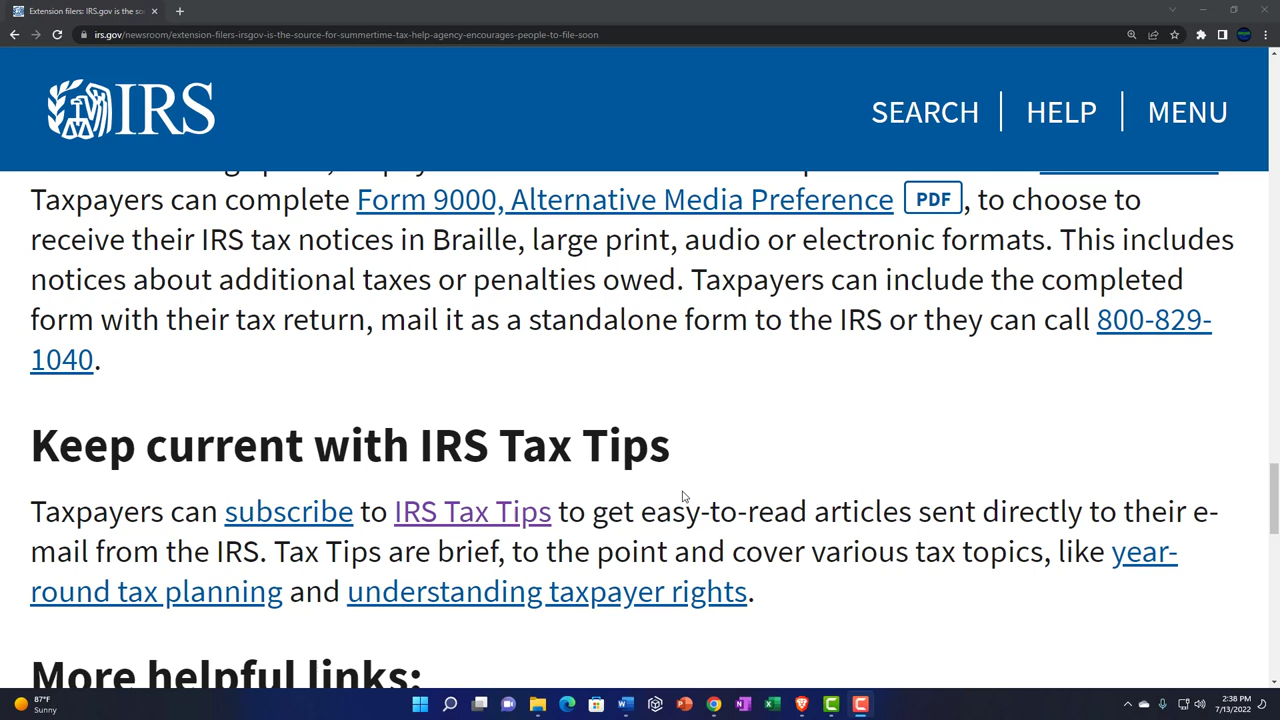 Extension filers: IRS.gov is the so
irs.gov/newsroom/extension-filers-irsgov-is-the-source-for-summertime-tax-help-agency-encourages-people-to-file-soon
IRS
SEARCH
HELP
MENU
Taxpayers can complete Form 9000, Alternative Media Preference PDF, to choose to
receive their IRS tax notices in Braille, large print, audio or electronic formats. This includes
notices about additional taxes or penalties owed. Taxpayers can include the completed
form with their tax return, mail it as a standalone form to the IRS or they can call 800-829-
1040.
Keep current with IRS Tax Tips
Taxpayers can subscribe to IRS Tax Tips to get easy-to-read articles sent directly to their e-
mail from the IRS. Tax Tips are brief, to the point and cover various tax topics, like year-
round tax planning and understanding taxpayer rights.
More helpful links:
87°F
Sunny
2:38 PM
7/13/2022